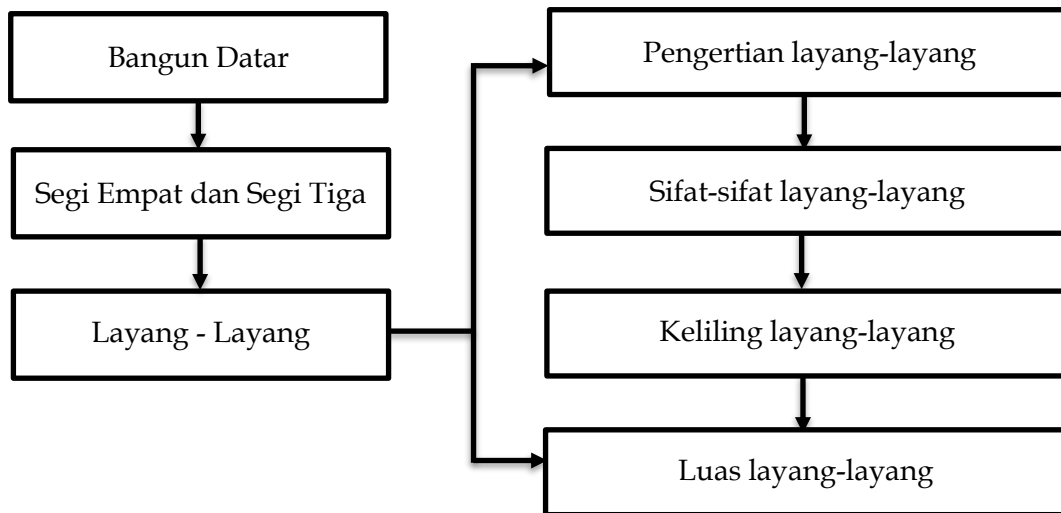 Bangun Datar
Segi Empat dan Segi Tiga
Layang - Layang
Pengertian layang-layang
Sifat-sifat layang-layang
Keliling layang-layang
Luas layang-layang